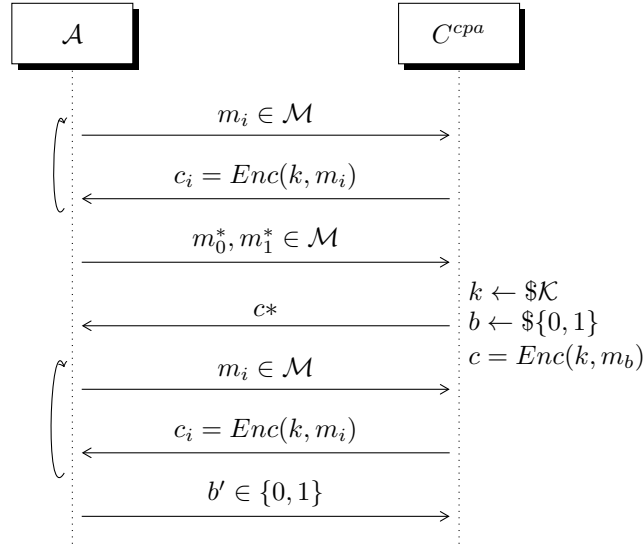 𝒜
C^{cpa}
m_i ∈ ℳ
c_i = Enc(k, m_i)
m_0^*, m_1^* ∈ ℳ
k ← $𝒦
c*
b ← ${0, 1}
c = Enc(k, m_b)
m_i ∈ ℳ
c_i = Enc(k, m_i)
b′ ∈ {0, 1}